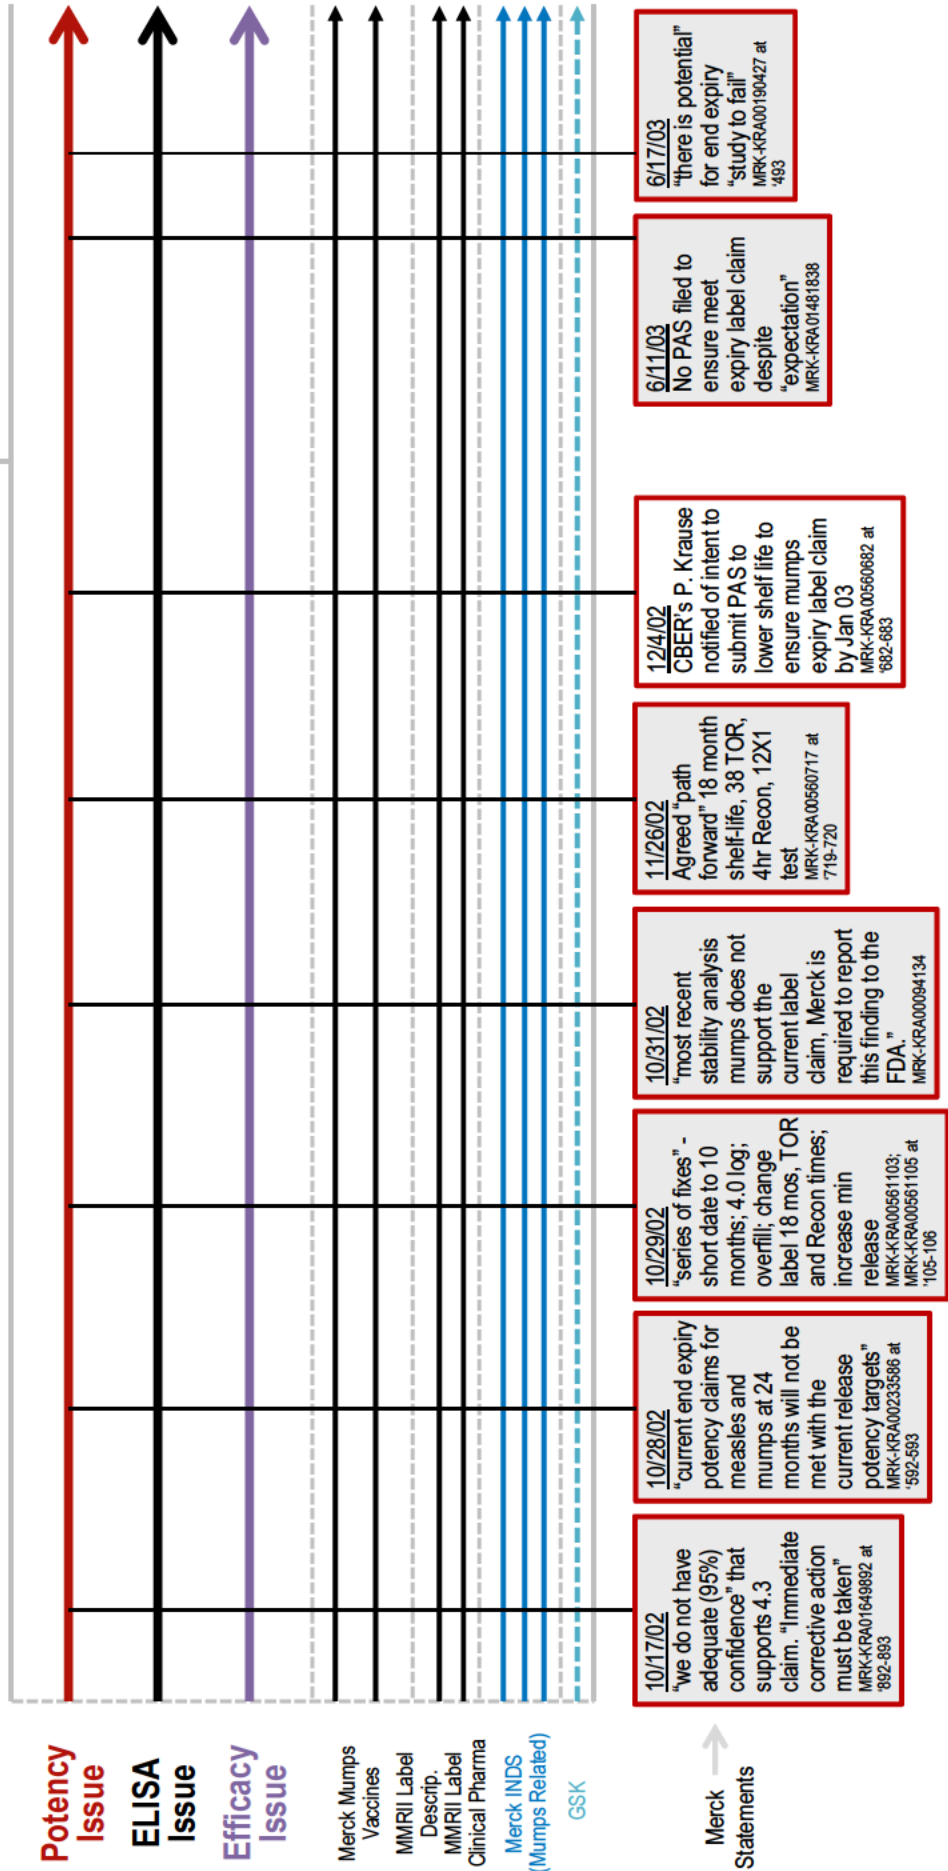 Potency
Issue
ELISA
Issue
Efficacy
Issue
Merck Mumps
Vaccines
MMRII Label
Descrip.
MMRII Label
Clinical Pharma
Merck INDS
(Mumps Related)
GSK
Merck
Statements
10/17/02
"we do not have
adequate (95%)
confidence" that
supports 4.3
claim. "Immediate
corrective action
must be taken"
MRK-KRA01649892 at
'892-893
10/28/02
"current end expiry
potency claims for
measles and
mumps at 24
months will not be
met with the
current release
potency targets"
MRK-KRA00233586 at
'592-593
10/29/02
"series of fixes" -
short date to 10
months; 4.0 log;
overfill; change
label 18 mos, TOR
and Recon times;
increase min
release
MRK-KRA00561103;
MRK-KRA00561105 at
'105-106
10/31/02
"most recent
stability analysis
mumps does not
support the
current label
claim, Merck is
required to report
this finding to the
FDA."
MRK-KRA00094134
11/26/02
Agreed "path
forward" 18 month
shelf-life, 38 TOR,
4hr Recon, 12X1
test
MRK-KRA00560717 at
'719-720
12/4/02
CBER's P. Krause
notified of intent to
submit PAS to
lower shelf life to
ensure mumps
expiry label claim
by Jan 03
MRK-KRA00560682 at
'682-683
6/11/03
No PAS filed to
ensure meet
expiry label claim
despite
"expectation"
MRK-KRA01481838
6/17/03
"there is potential"
for end expiry
"study to fail"
MRK-KRA00190427 at
'493